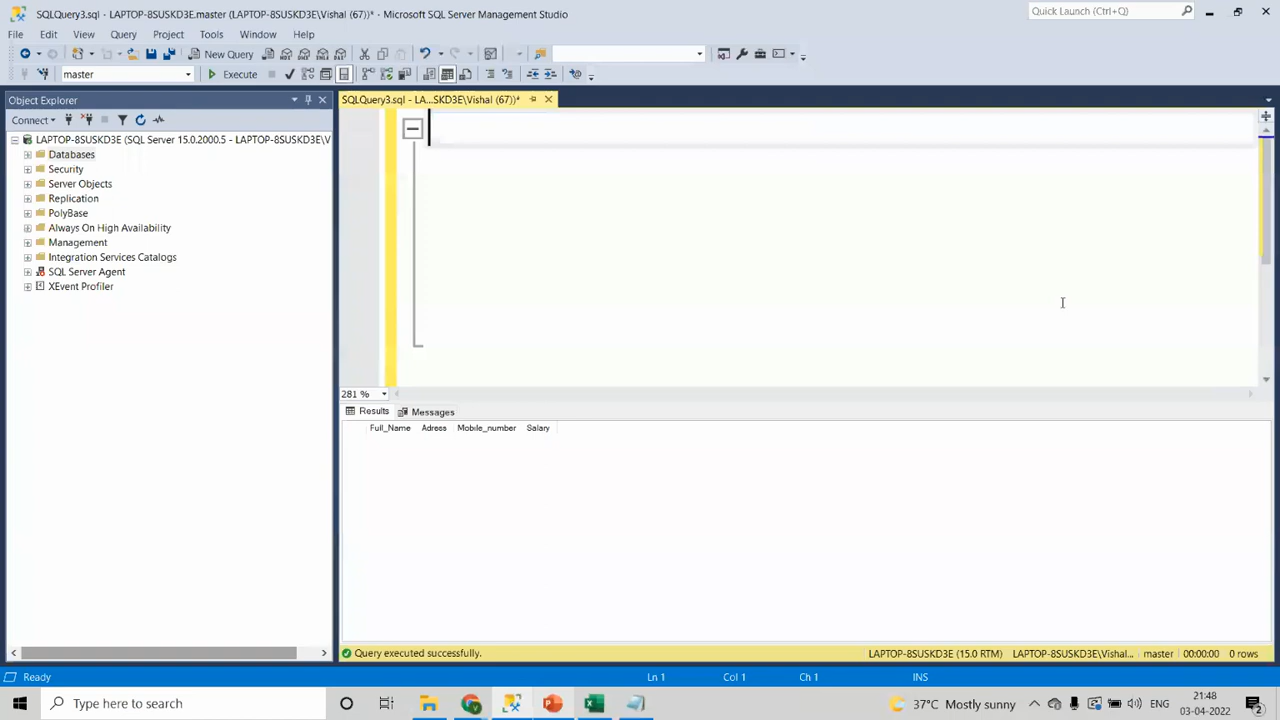 SQLQuery3.sql - LAPTOP-8SUSKD3E.master (LAPTOP-8SUSKD3E\Vishal (67))* - Microsoft SQL Server Management Studio
Quick Launch (Ctrl+Q)
File Edit View Query Project Tools Window Help
New Query
master
Execute
Object Explorer
SQLQuery3.sql - LA...SKD3E\Vishal (67))*
Connect
LAPTOP-8SUSKD3E (SQL Server 15.0.2000.5 - LAPTOP-8SUSKD3E\V
Databases
Security
Server Objects
Replication
PolyBase
Always On High Availability
Management
Integration Services Catalogs
SQL Server Agent
XEvent Profiler
281 %
Results Messages
Full_Name Adress Mobile_number Salary
Query executed successfully.
LAPTOP-8SUSKD3E (15.0 RTM) LAPTOP-8SUSKD3E\Vishal... master 00:00:00 0 rows
Ready
Ln 1 Col 1 Ch 1 INS
Type here to search
37°C Mostly sunny
ENG
21:48
03-04-2022
2